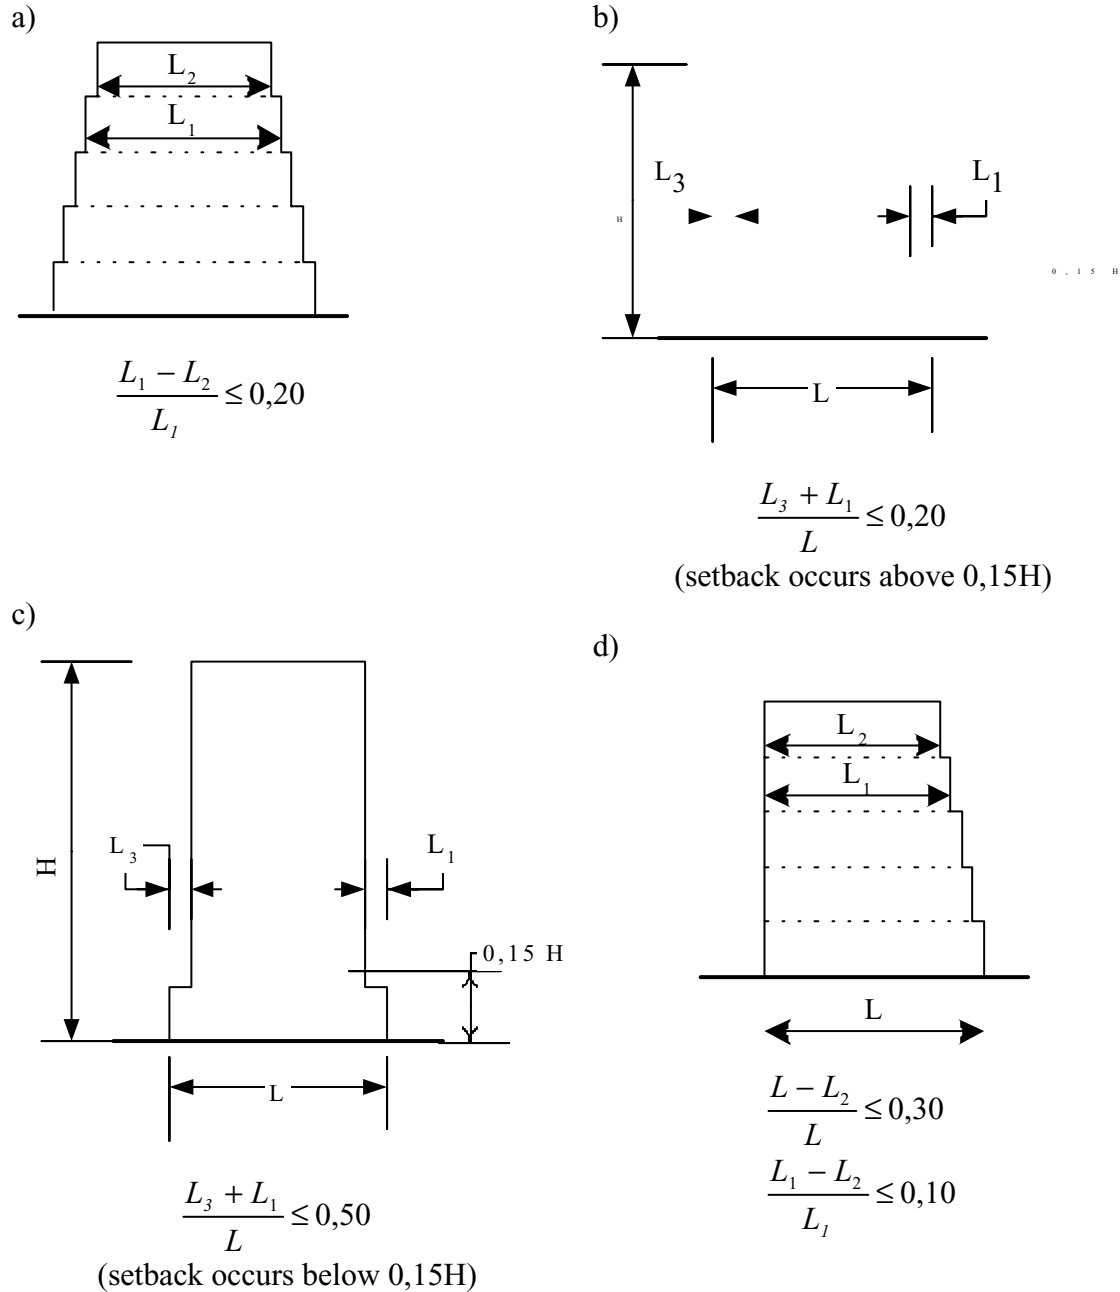 a)
L2
L1
L1 − L2
L1
≤ 0,20
b)
L3
L1
H
0,15 H
L
L3 + L1
L
≤ 0,20
(setback occurs above 0,15H)
c)
H
L3
L1
0,15 H
L
L3 + L1
L
≤ 0,50
(setback occurs below 0,15H)
d)
L2
L1
L
L − L2
L
≤ 0,30
L1 − L2
L1
≤ 0,10